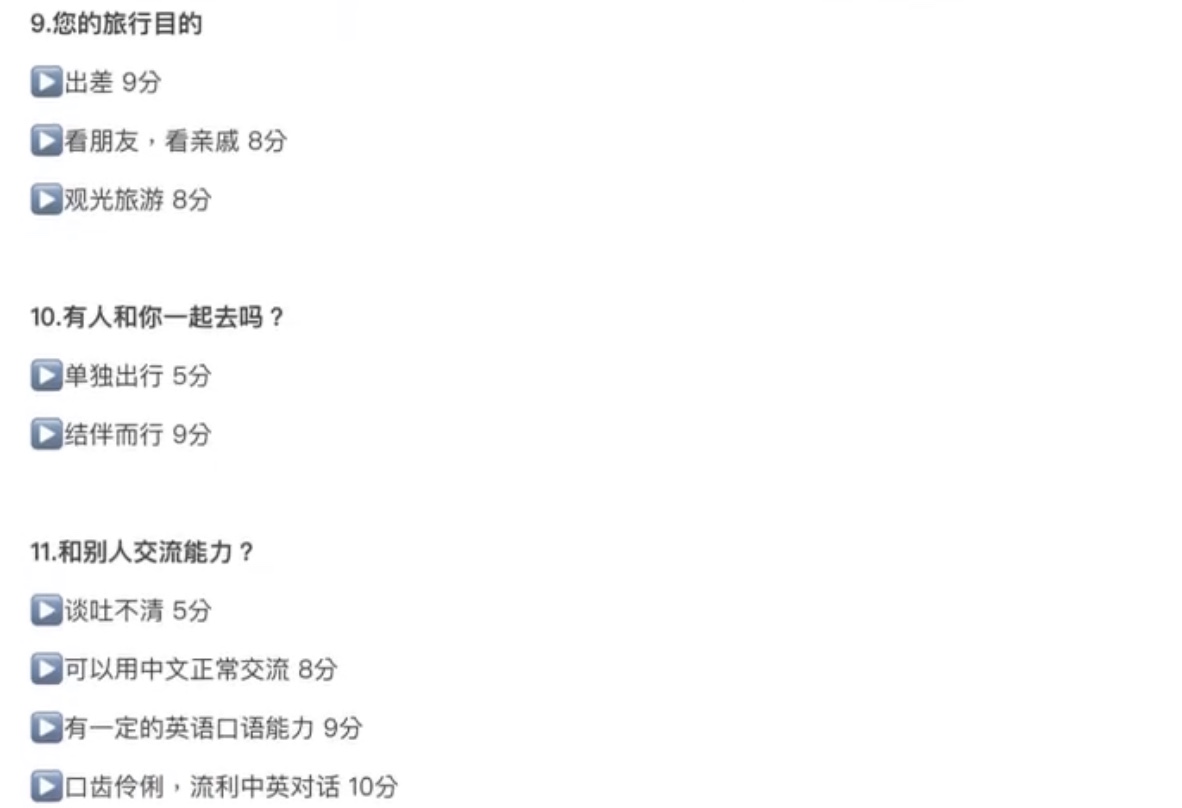 9.您的旅行目的
▶️出差 9分
▶️看朋友，看亲戚 8分
▶️观光旅游 8分
10.有人和你一起去吗？
▶️单独出行 5分
▶️结伴而行 9分
11.和别人交流能力？
▶️谈吐不清 5分
▶️可以用中文正常交流 8分
▶️有一定的英语口语能力 9分
▶️口齿伶俐，流利中英对话 10分